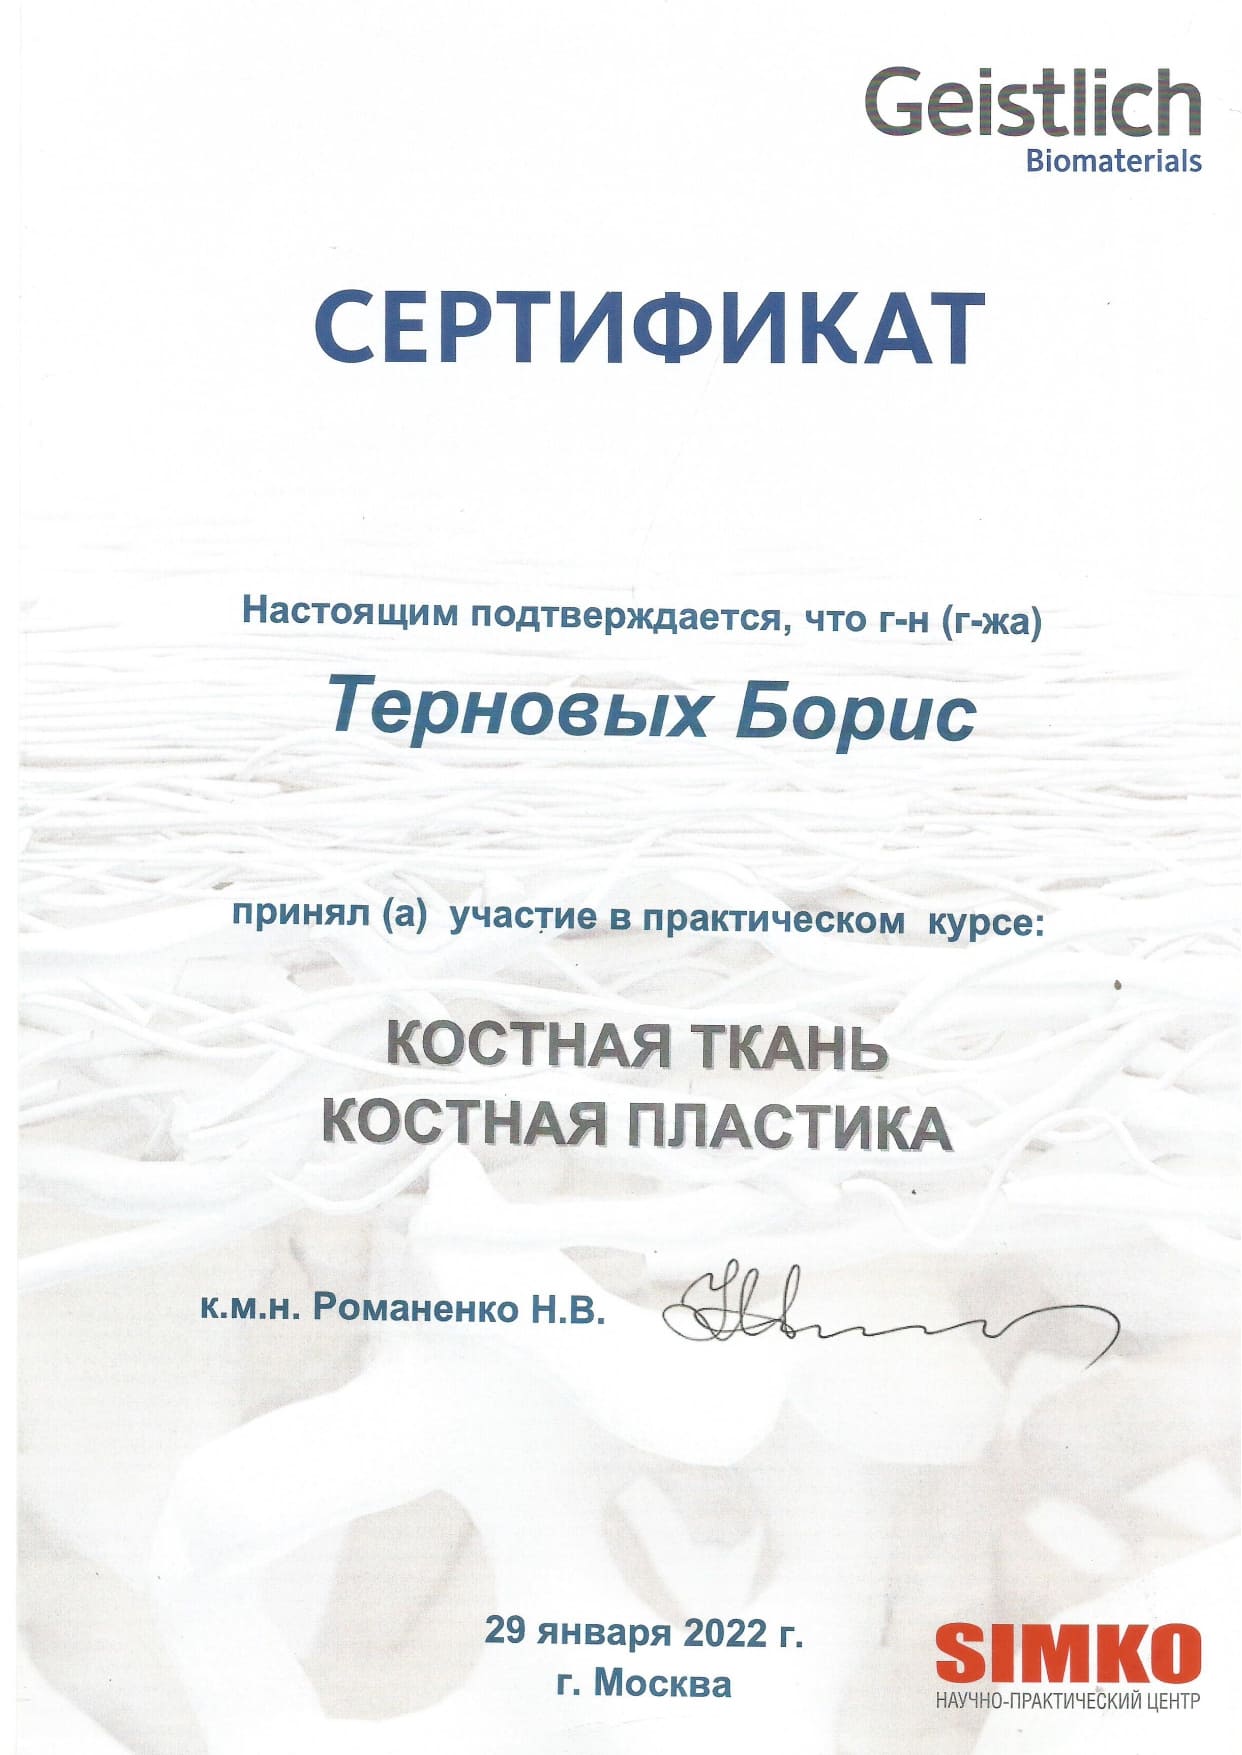 Geistlich
Biomaterials
СЕРТИФИКАТ
Настоящим подтверждается, что г-н (г-жа)
Терновых Борис
принял (а) участие в практическом курсе:
КОСТНАЯ ТКАНЬ
КОСТНАЯ ПЛАСТИКА
к.м.н. Романенко Н.В.
29 января 2022 г.
г. Москва
SIMKO
НАУЧНО-ПРАКТИЧЕСКИЙ ЦЕНТР